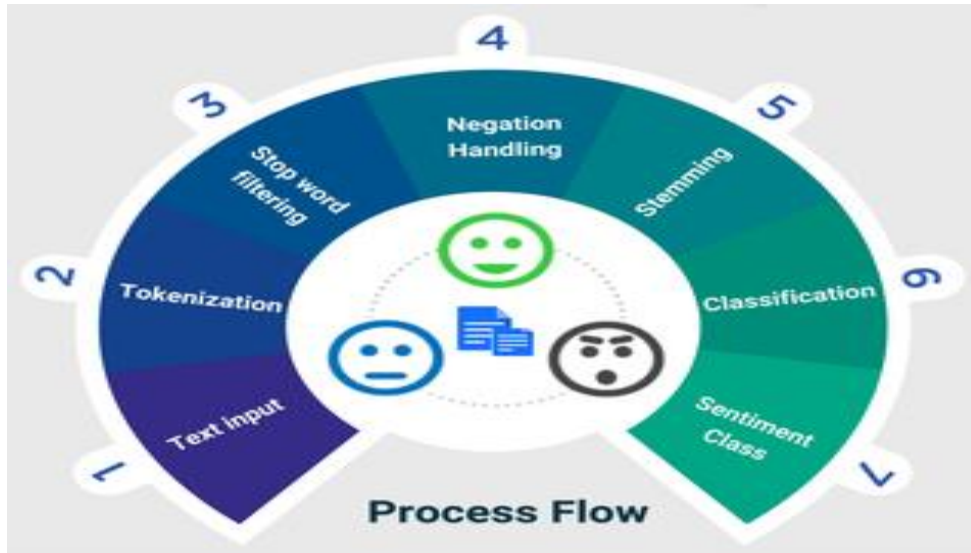 1
Text input
2
Tokenization
3
Stop word
filtering
4
Negation
Handling
5
Stemming
6
Classification
7
Sentiment
Class
Process Flow